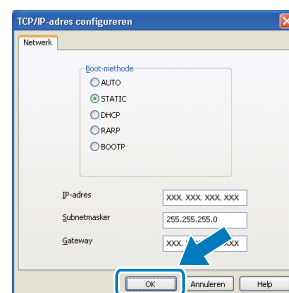 TCP/IP-adres configureren
Netwerk
Boot-methode
AUTO
STATIC
DHCP
RARP
BOOTP
IP-adres
XXX. XXX. XXX. XXX
Subnetmasker
255.255.255.0
Gateway
OK
Annuleren
Help